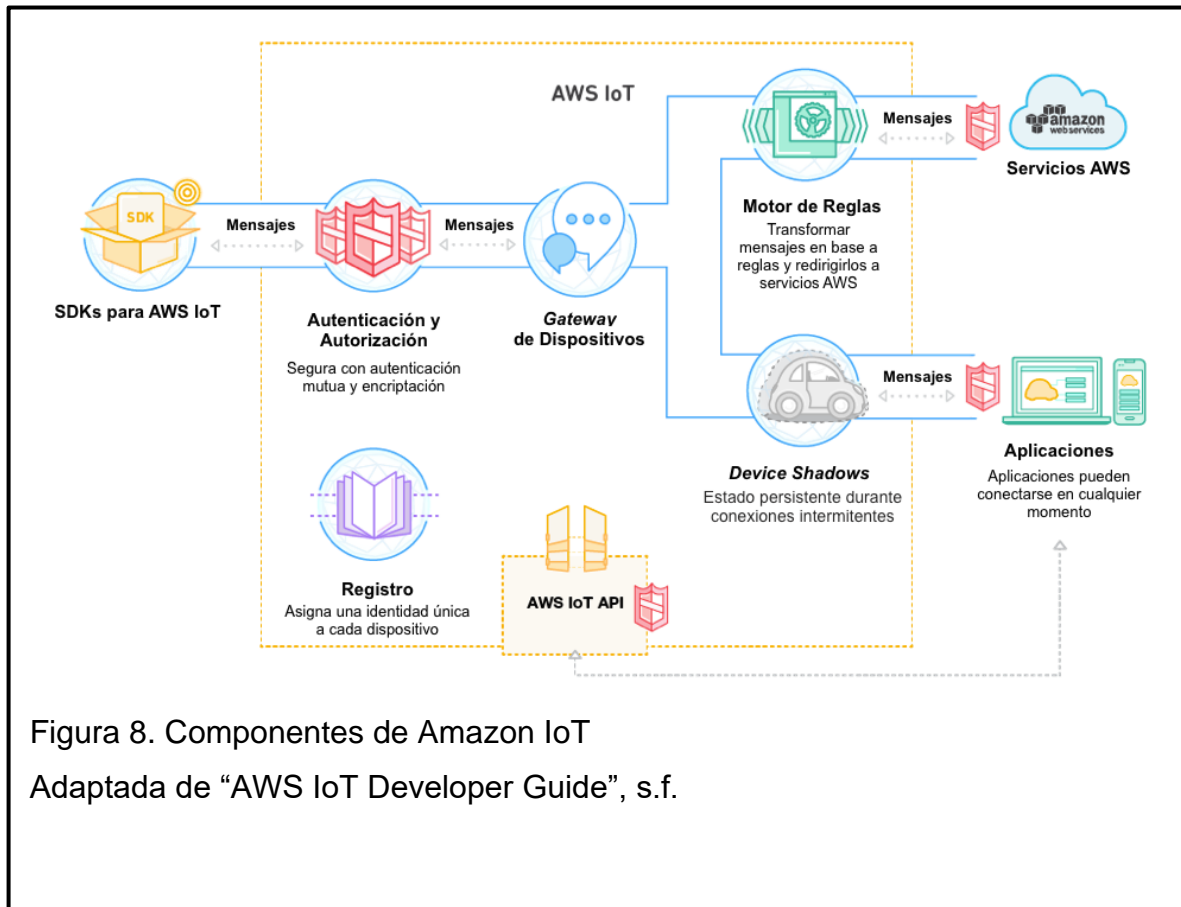 AWS IoT
SDK
Mensajes
Mensajes
Mensajes
amazon
webservices
Servicios AWS
SDKs para AWS IoT
Autenticación y
Autorización
Segura con autenticación
mutua y encriptación
Gateway
de Dispositivos
Motor de Reglas
Transformar
mensajes en base a
reglas y redirigirlos a
servicios AWS
Mensajes
Device Shadows
Estado persistente durante
conexiones intermitentes
Aplicaciones
Aplicaciones pueden
conectarse en cualquier
momento
Registro
Asigna una identidad única
a cada dispositivo
AWS IoT API
Figura 8. Componentes de Amazon IoT
Adaptada de “AWS IoT Developer Guide”, s.f.